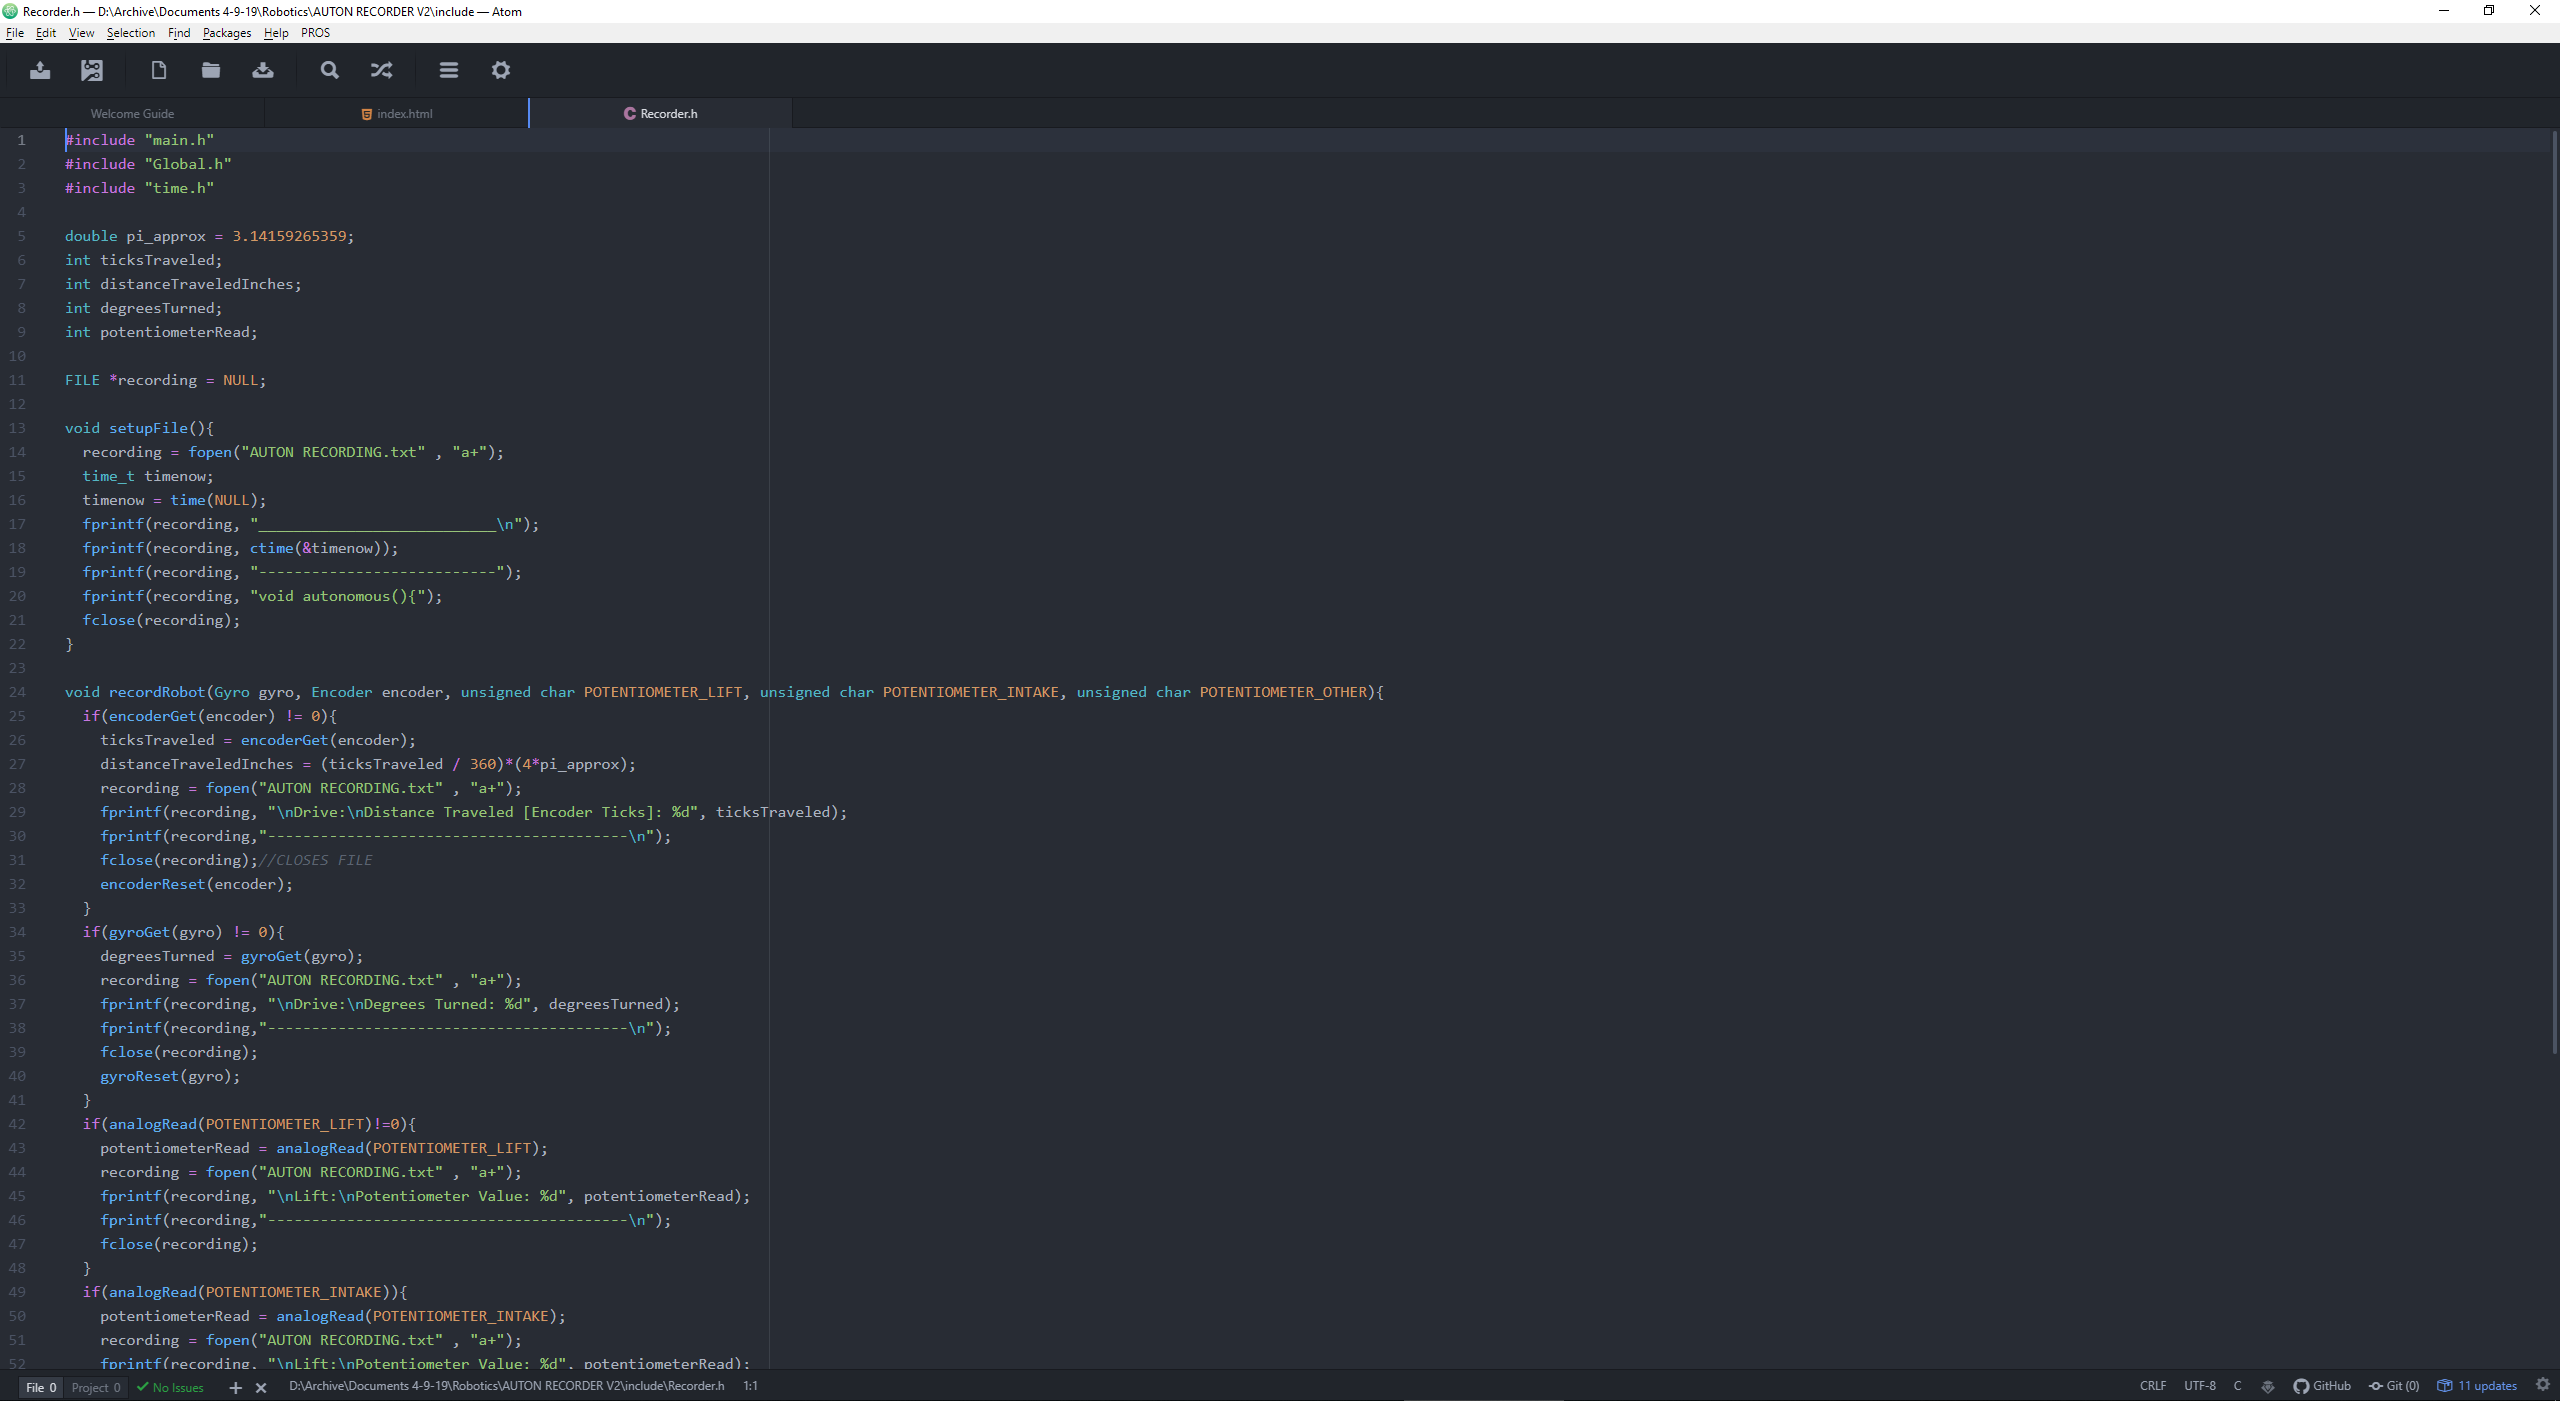 Recorder.h — D:\Archive\Documents 4-9-19\Robotics\AUTON RECORDER V2\include — Atom
File Edit View Selection Find Packages Help PROS
Welcome Guide index.html Recorder.h
1 #include "main.h"
2 #include "Global.h"
3 #include "time.h"
4
5 double pi_approx = 3.14159265359;
6 int ticksTraveled;
7 int distanceTraveledInches;
8 int degreesTurned;
9 int potentiometerRead;
10
11 FILE *recording = NULL;
12
13 void setupFile(){
14   recording = fopen("AUTON RECORDING.txt" , "a+");
15   time_t timenow;
16   timenow = time(NULL);
17   fprintf(recording, "___________________________\n");
18   fprintf(recording, ctime(&timenow));
19   fprintf(recording, "---------------------------");
20   fprintf(recording, "void autonomous(){");
21   fclose(recording);
22 }
23
24 void recordRobot(Gyro gyro, Encoder encoder, unsigned char POTENTIOMETER_LIFT, unsigned char POTENTIOMETER_INTAKE, unsigned char POTENTIOMETER_OTHER){
25   if(encoderGet(encoder) != 0){
26     ticksTraveled = encoderGet(encoder);
27     distanceTraveledInches = (ticksTraveled / 360)*(4*pi_approx);
28     recording = fopen("AUTON RECORDING.txt" , "a+");
29     fprintf(recording, "\nDrive:\nDistance Traveled [Encoder Ticks]: %d", ticksTraveled);
30     fprintf(recording,"-----------------------------------------\n");
31     fclose(recording);//CLOSES FILE
32     encoderReset(encoder);
33   }
34   if(gyroGet(gyro) != 0){
35     degreesTurned = gyroGet(gyro);
36     recording = fopen("AUTON RECORDING.txt" , "a+");
37     fprintf(recording, "\nDrive:\nDegrees Turned: %d", degreesTurned);
38     fprintf(recording,"-----------------------------------------\n");
39     fclose(recording);
40     gyroReset(gyro);
41   }
42   if(analogRead(POTENTIOMETER_LIFT)!=0){
43     potentiometerRead = analogRead(POTENTIOMETER_LIFT);
44     recording = fopen("AUTON RECORDING.txt" , "a+");
45     fprintf(recording, "\nLift:\nPotentiometer Value: %d", potentiometerRead);
46     fprintf(recording,"-----------------------------------------\n");
47     fclose(recording);
48   }
49   if(analogRead(POTENTIOMETER_INTAKE)){
50     potentiometerRead = analogRead(POTENTIOMETER_INTAKE);
51     recording = fopen("AUTON RECORDING.txt" , "a+");
52     fprintf(recording, "\nLift:\nPotentiometer Value: %d", potentiometerRead);
File 0 Project 0 No Issues D:\Archive\Documents 4-9-19\Robotics\AUTON RECORDER V2\include\Recorder.h 1:1 CRLF UTF-8 C GitHub Git (0) 11 updates